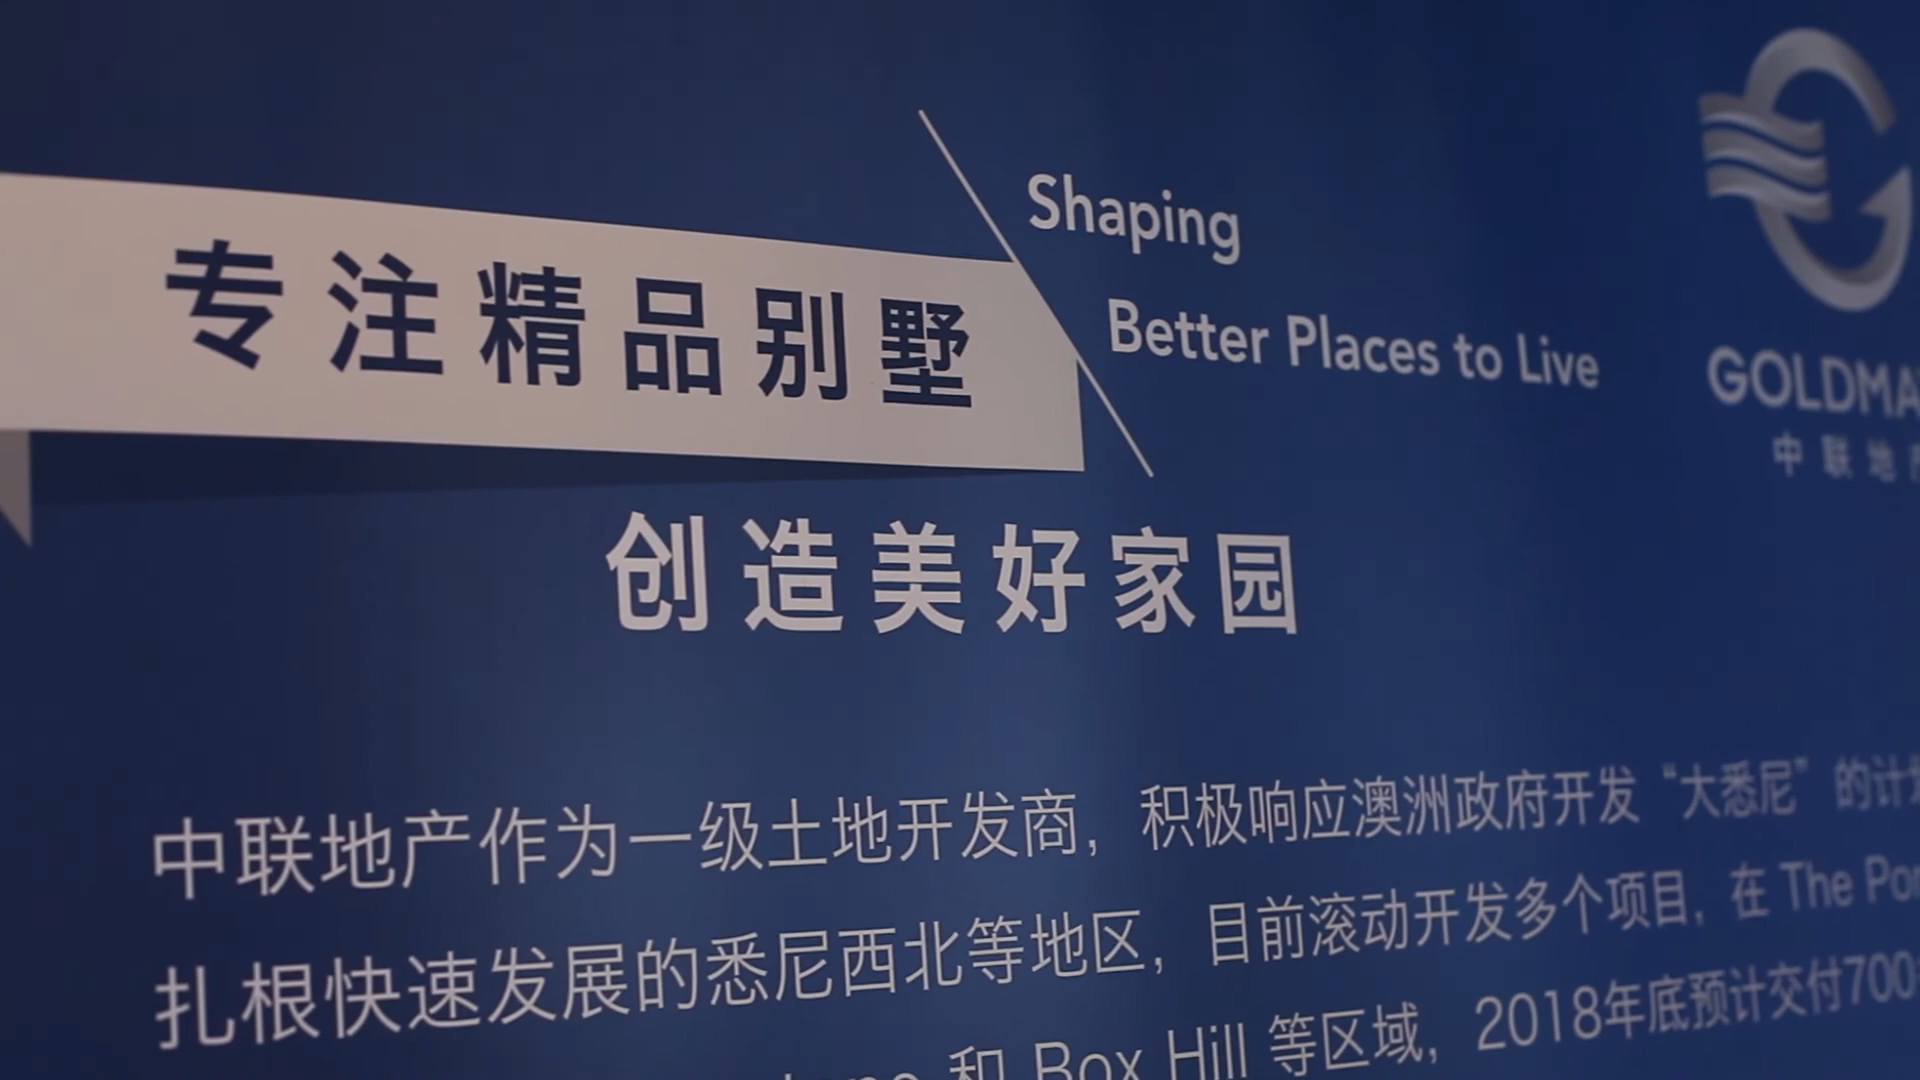 专注精品别墅
Shaping
Better Places to Live
GOLDMA
中联地产
创造美好家园
中联地产作为一级土地开发商，积极响应澳洲政府开发“大悉尼”的计划
扎根快速发展的悉尼西北等地区，目前滚动开发多个项目，在 The Pon
和 Box Hill 等区域，2018年底预计交付700